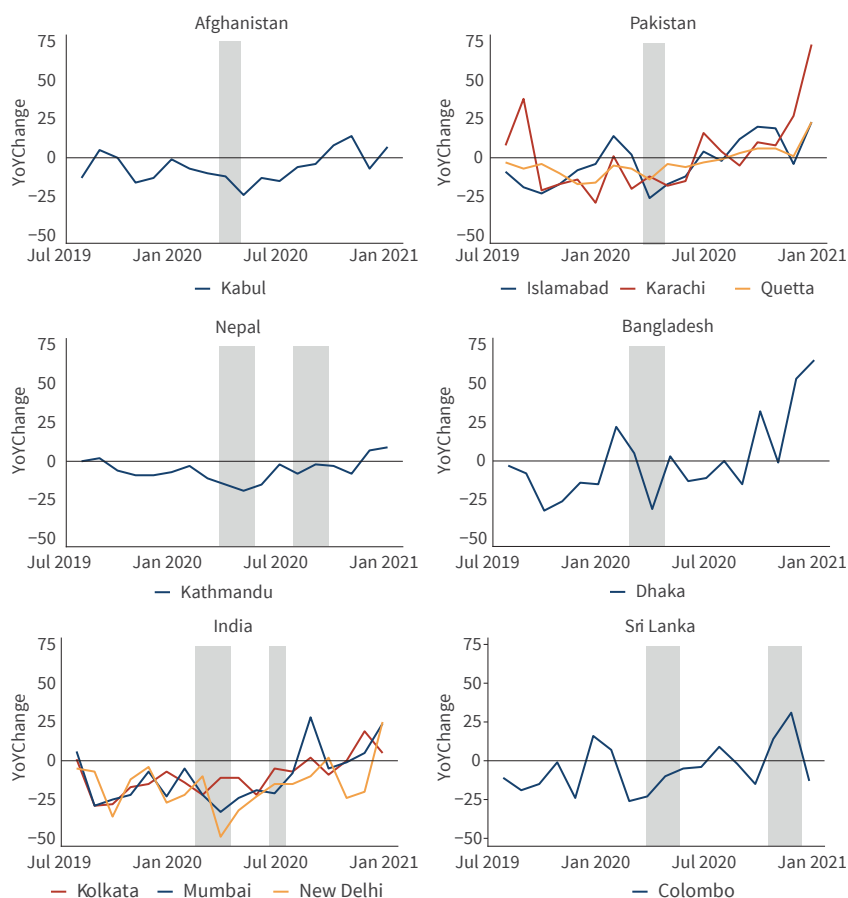 Afghanistan
75
50
25
0
−25
−50
YoYChange
Jul 2019 Jan 2020 Jul 2020 Jan 2021
Kabul
Pakistan
75
50
25
0
−25
−50
YoYChange
Jul 2019 Jan 2020 Jul 2020 Jan 2021
Islamabad Karachi Quetta
Nepal
75
50
25
0
−25
−50
YoYChange
Jul 2019 Jan 2020 Jul 2020 Jan 2021
Kathmandu
Bangladesh
75
50
25
0
−25
−50
YoYChange
Jul 2019 Jan 2020 Jul 2020 Jan 2021
Dhaka
India
75
50
25
0
−25
−50
YoYChange
Jul 2019 Jan 2020 Jul 2020 Jan 2021
Kolkata Mumbai New Delhi
Sri Lanka
75
50
25
0
−25
−50
YoYChange
Jul 2019 Jan 2020 Jul 2020 Jan 2021
Colombo